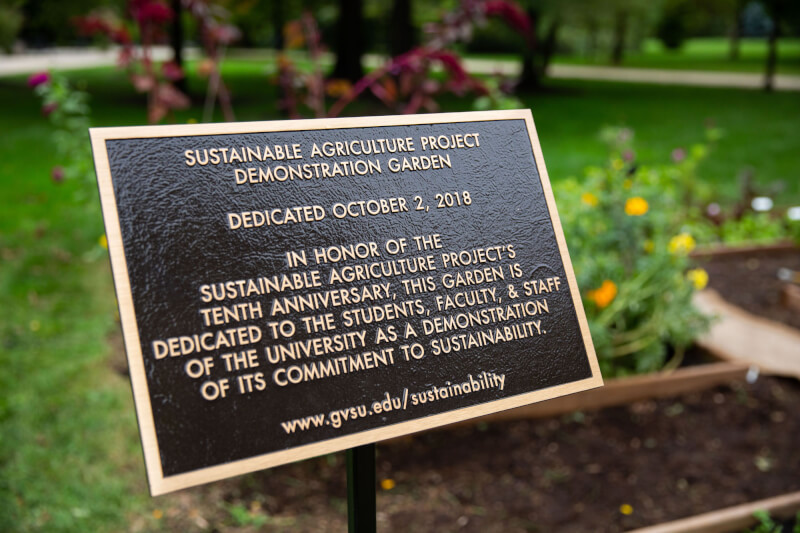 SUSTAINABLE AGRICULTURE PROJECT
DEMONSTRATION GARDEN
DEDICATED OCTOBER 2, 2018
IN HONOR OF THE
SUSTAINABLE AGRICULTURE PROJECT'S
TENTH ANNIVERSARY, THIS GARDEN IS
DEDICATED TO THE STUDENTS, FACULTY, & STAFF
OF THE UNIVERSITY AS A DEMONSTRATION
OF ITS COMMITMENT TO SUSTAINABILITY.
www.gvsu.edu/sustainability